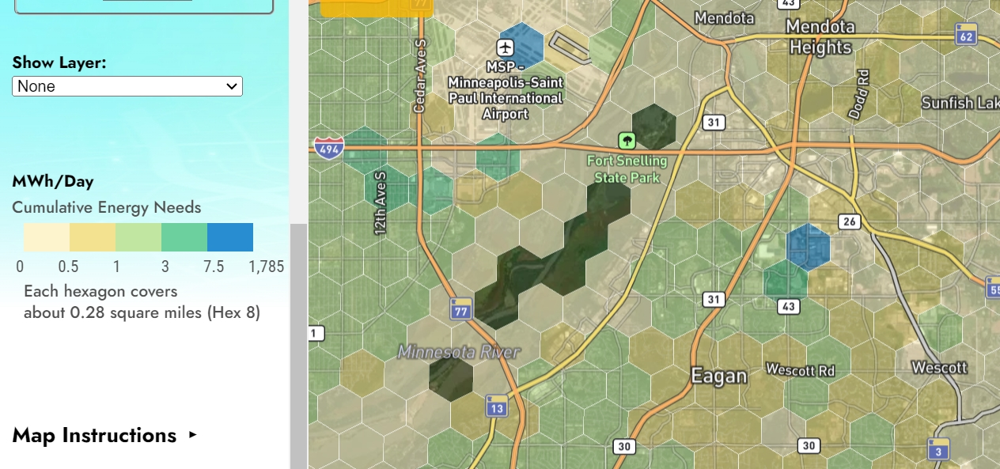 Show Layer:
None
MWh/Day
Cumulative Energy Needs
0 0.5 1 3 7.5 1,785
Each hexagon covers
about 0.28 square miles (Hex 8)
Map Instructions
77
43
Mendota
Mendota
Heights
62
Cedar Ave S
MSP -
Minneapolis-Saint
Paul International
Airport
Dodd Rd
Sunfish Lak
31
494
Fort Snelling
State Park
12th Ave S
26
55
31
43
77
1
Minnesota River
Eagan
Wescott Rd
Wescott
13
30
30
3